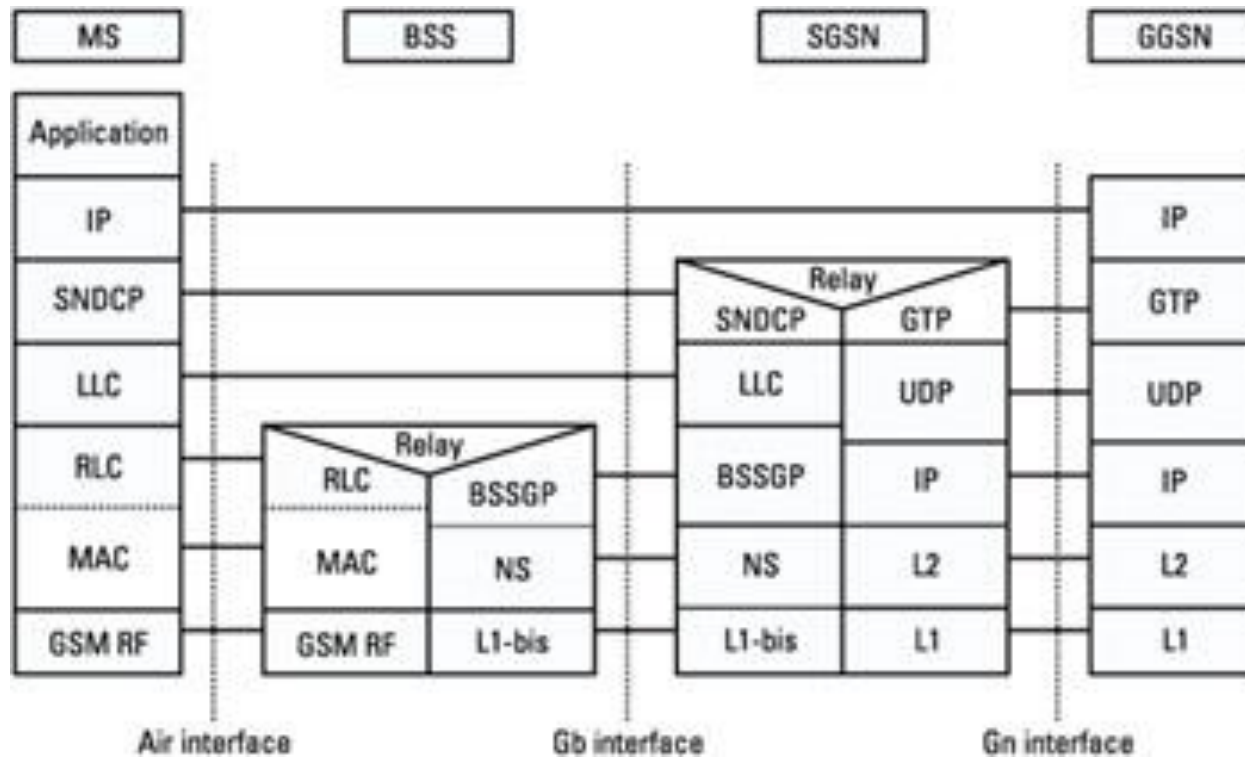 MS
BSS
SGSN
GGSN
Application
IP
SNDCP
LLC
RLC
MAC
GSM RF
Relay
RLC
MAC
GSM RF
BSSGP
NS
L1-bis
Relay
SNDCP
LLC
BSSGP
NS
L1-bis
GTP
UDP
IP
L2
L1
IP
GTP
UDP
IP
L2
L1
Air interface
Gb interface
Gn interface